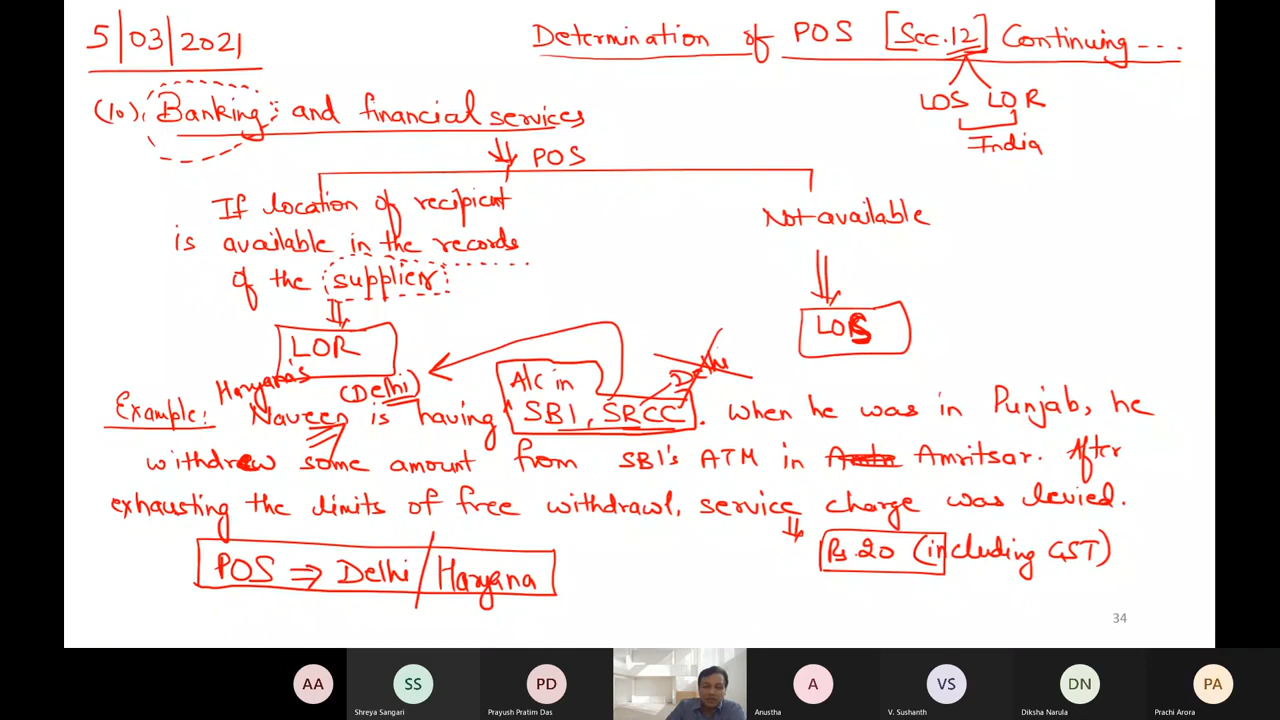 5/03/2021
Determination of POS [Sec.12] Continuing ---
LOS LOR
India
(10). Banking and financial services
POS
If location of recipient
is available in the records
of the supplier
Not available
LOR
LOS
Haryana's
(Delhi)
A/c in
Delhi
Example: Naveen is having SBI, SRCC. When he was in Punjab, he
withdrew some amount from SBI's ATM in Amritsar. After
exhausting the limits of free withdrawl, service charge was levied.
Rs.20 (including GST)
POS ⇒ Delhi / Haryana
34
AA
SS
PD
A
VS
DN
PA
Shreya Sangari
Prayush Pratim Das
Anustha
V. Sushanth
Diksha Narula
Prachi Arora